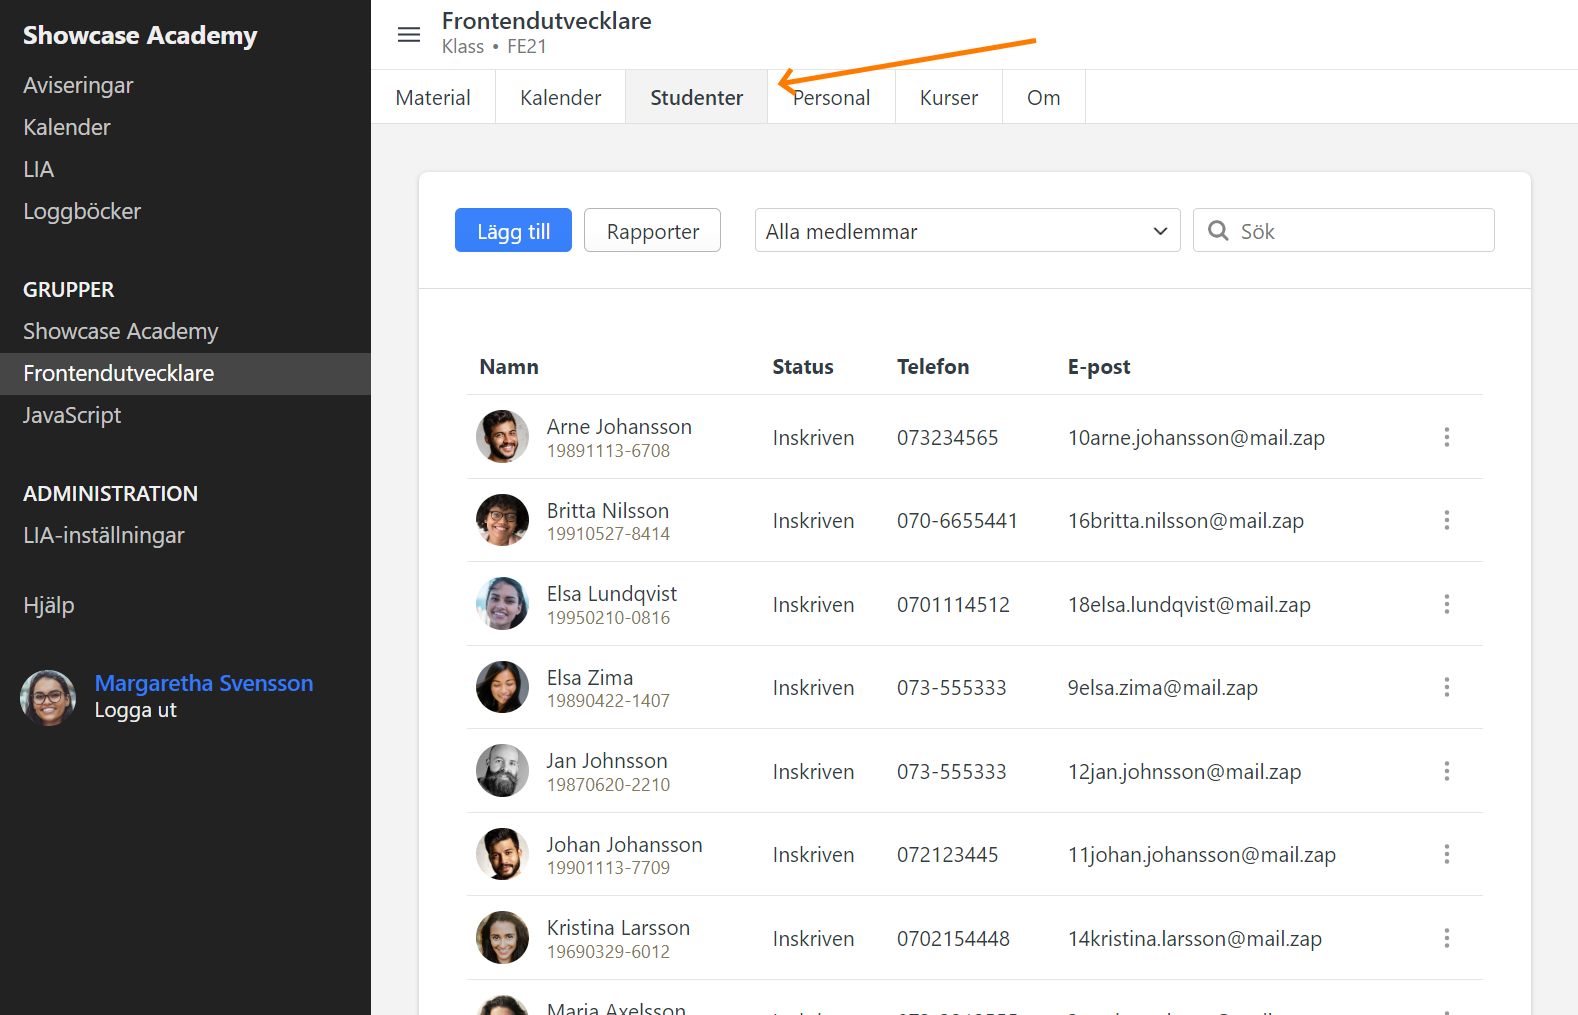 Showcase Academy
Aviseringar
Kalender
LIA
Loggböcker
GRUPPER
Showcase Academy
Frontendutvecklare
JavaScript
ADMINISTRATION
LIA-inställningar
Hjälp
Margaretha Svensson
Logga ut
Frontendutvecklare
Klass • FE21
Material Kalender Studenter Personal Kurser Om
Lägg till Rapporter Alla medlemmar Sök
Namn Status Telefon E-post
Arne Johansson
19891113-6708
Inskriven 073234565 10arne.johansson@mail.zap
Britta Nilsson
19910527-8414
Inskriven 070-6655441 16britta.nilsson@mail.zap
Elsa Lundqvist
19950210-0816
Inskriven 0701114512 18elsa.lundqvist@mail.zap
Elsa Zima
19890422-1407
Inskriven 073-555333 9elsa.zima@mail.zap
Jan Johnsson
19870620-2210
Inskriven 073-555333 12jan.johnsson@mail.zap
Johan Johansson
19901113-7709
Inskriven 072123445 11johan.johansson@mail.zap
Kristina Larsson
19690329-6012
Inskriven 0702154448 14kristina.larsson@mail.zap
Maria Axelsson